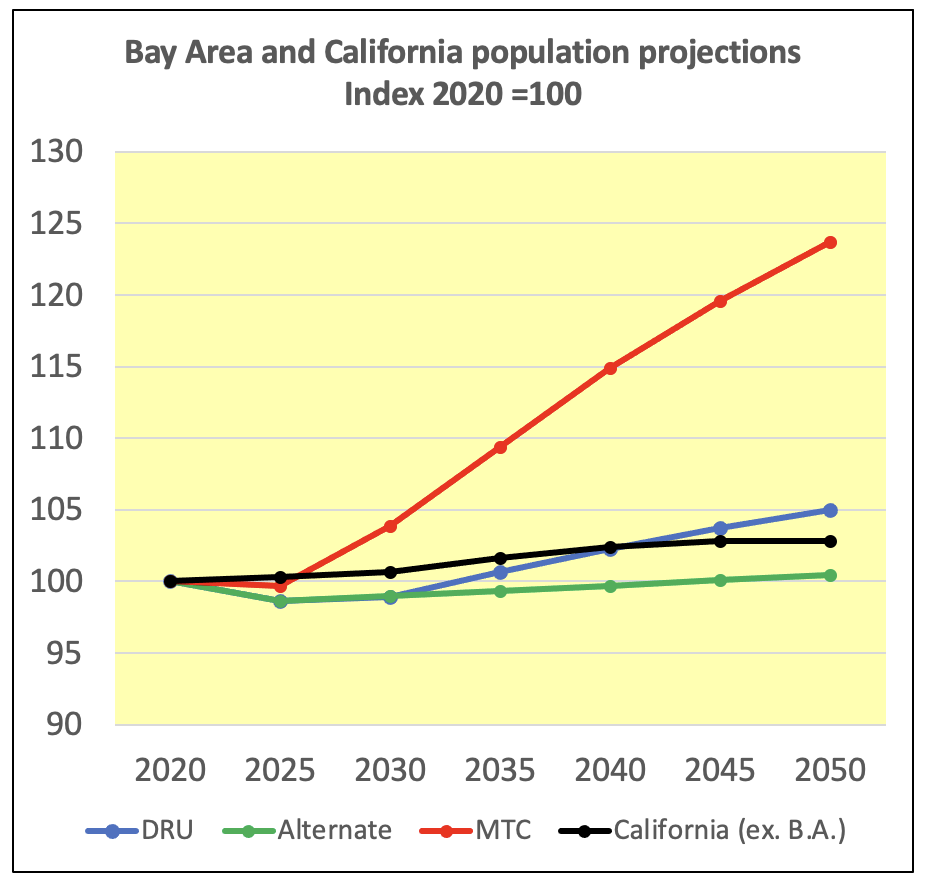 Bay Area and California population projections
Index 2020 =100
130
125
120
115
110
105
100
95
90
2020 2025 2030 2035 2040 2045 2050
DRU Alternate MTC California (ex. B.A.)